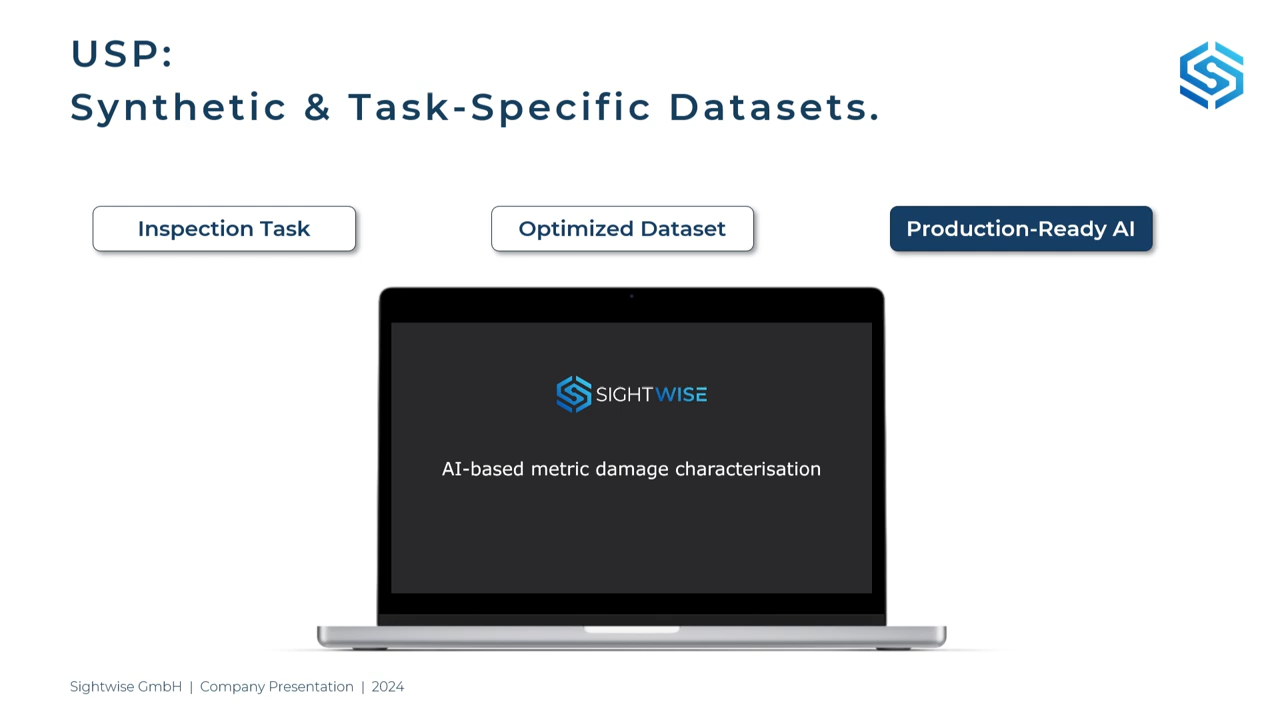 USP:
Synthetic & Task-Specific Datasets.
Inspection Task
Optimized Dataset
Production-Ready AI
SIGHTWISE
AI-based metric damage characterisation
Sightwise GmbH | Company Presentation | 2024